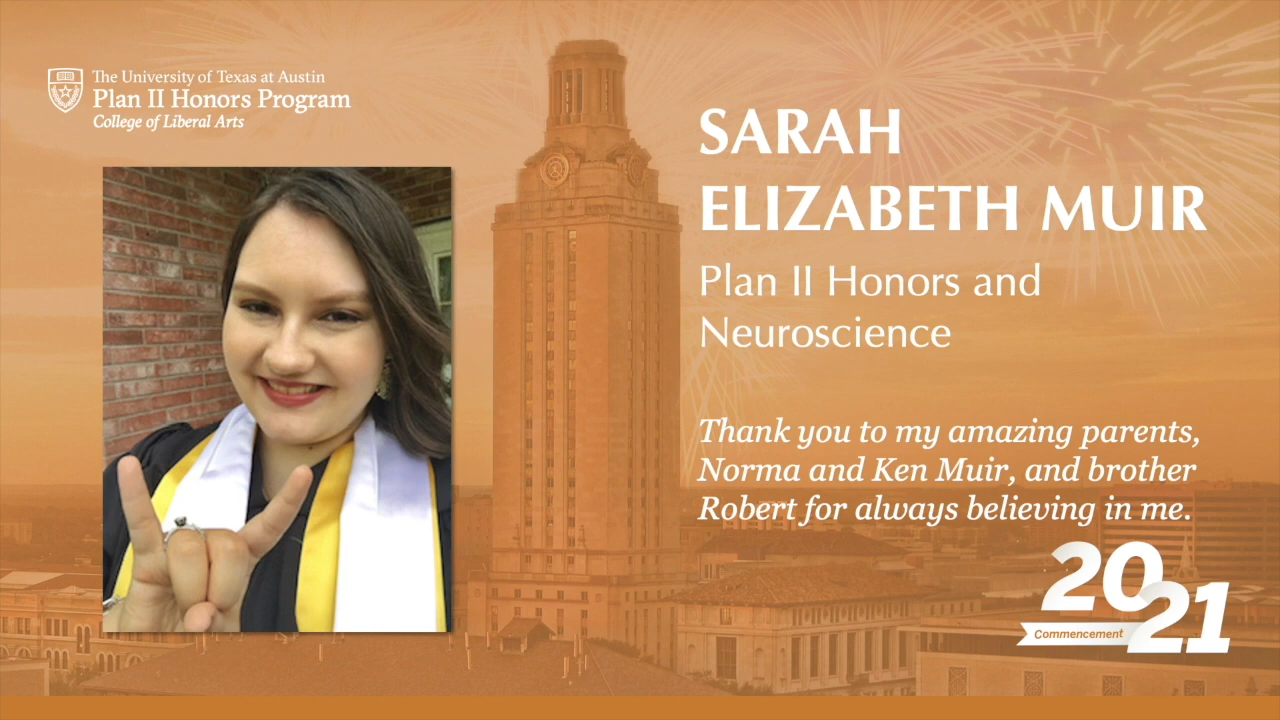 The University of Texas at Austin
Plan II Honors Program
College of Liberal Arts
SARAH
ELIZABETH MUIR
Plan II Honors and
Neuroscience
Thank you to my amazing parents,
Norma and Ken Muir, and brother
Robert for always believing in me.
2021
Commencement